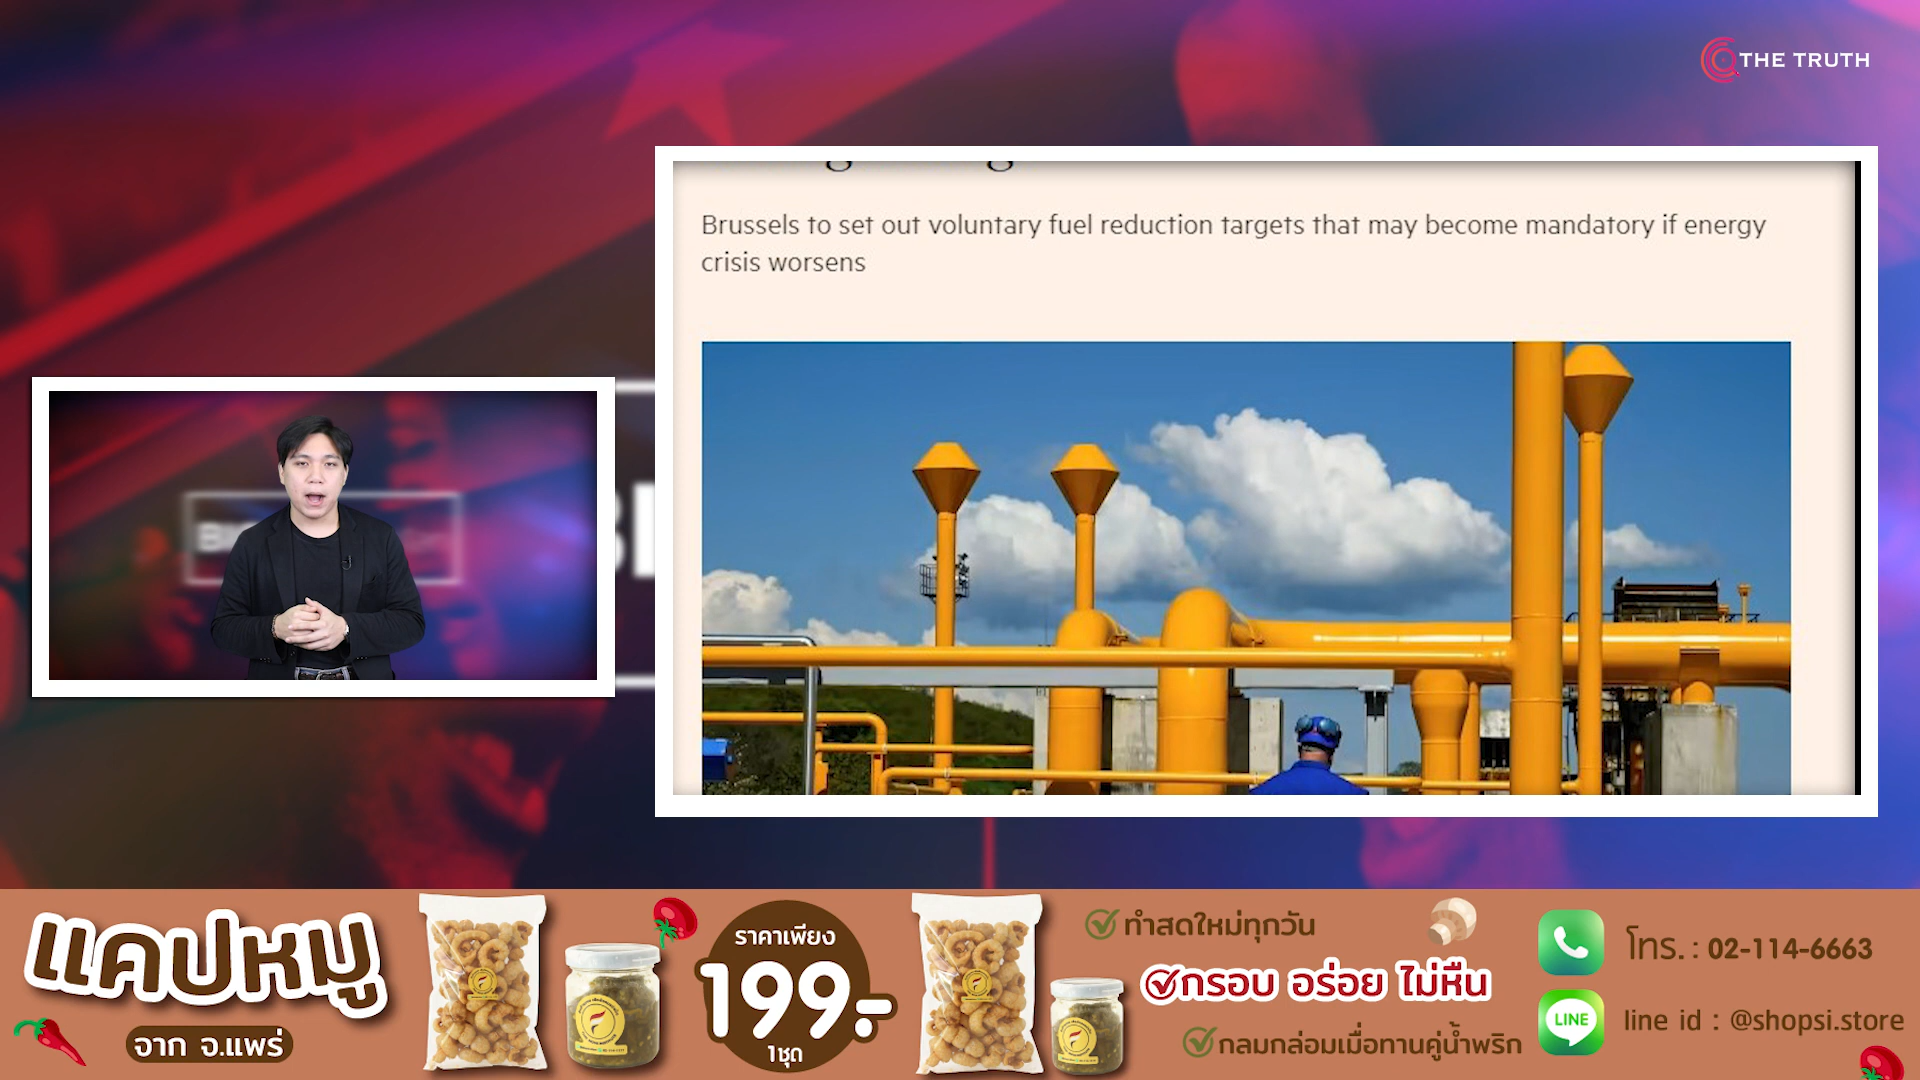 THE TRUTH
Brussels to set out voluntary fuel reduction targets that may become mandatory if energy
crisis worsens
แคปหมู
จาก จ.แพร่
ราคาเพียง
199.-
1ชุด
ทำสดใหม่ทุกวัน
กรอบ อร่อย ไม่หืน
กลมกล่อมเมื่อทานคู่น้ำพริก
โทร. : 02-114-6663
LINE
line id : @shopsi.store